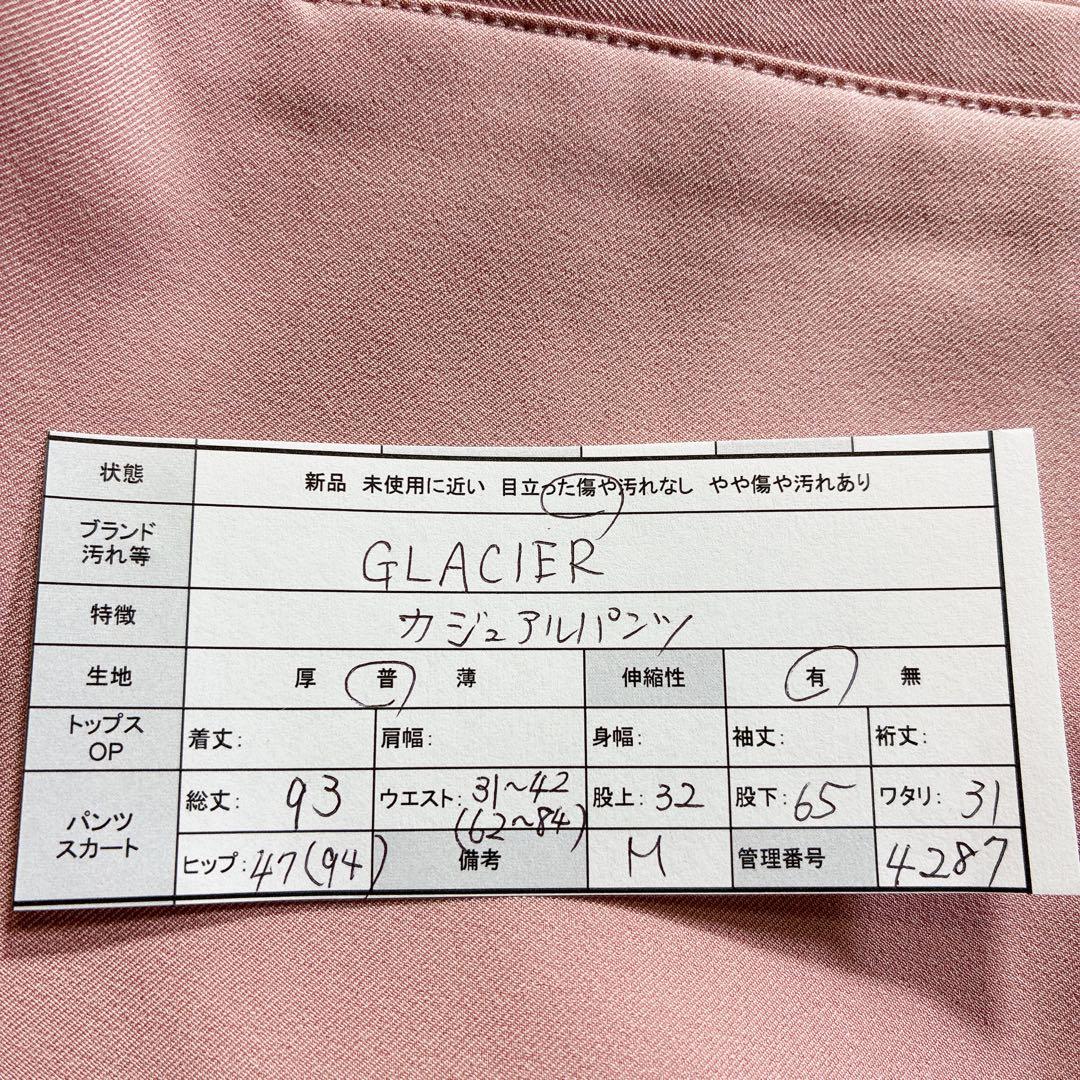 状態 新品 未使用に近い 目立った傷や汚れなし やや傷や汚れあり
ブランド
汚れ等 GLACIER
特徴 カジュアルパンツ
生地 厚 普 薄 伸縮性 有 無
トップス
OP 着丈: 肩幅: 身幅: 袖丈: 裄丈:
パンツ
スカート 総丈: 93 ウエスト: 31~42 股上: 32 股下: 65 ワタリ: 31
(62~84)
ヒップ: 47(94) 備考 M 管理番号 4287